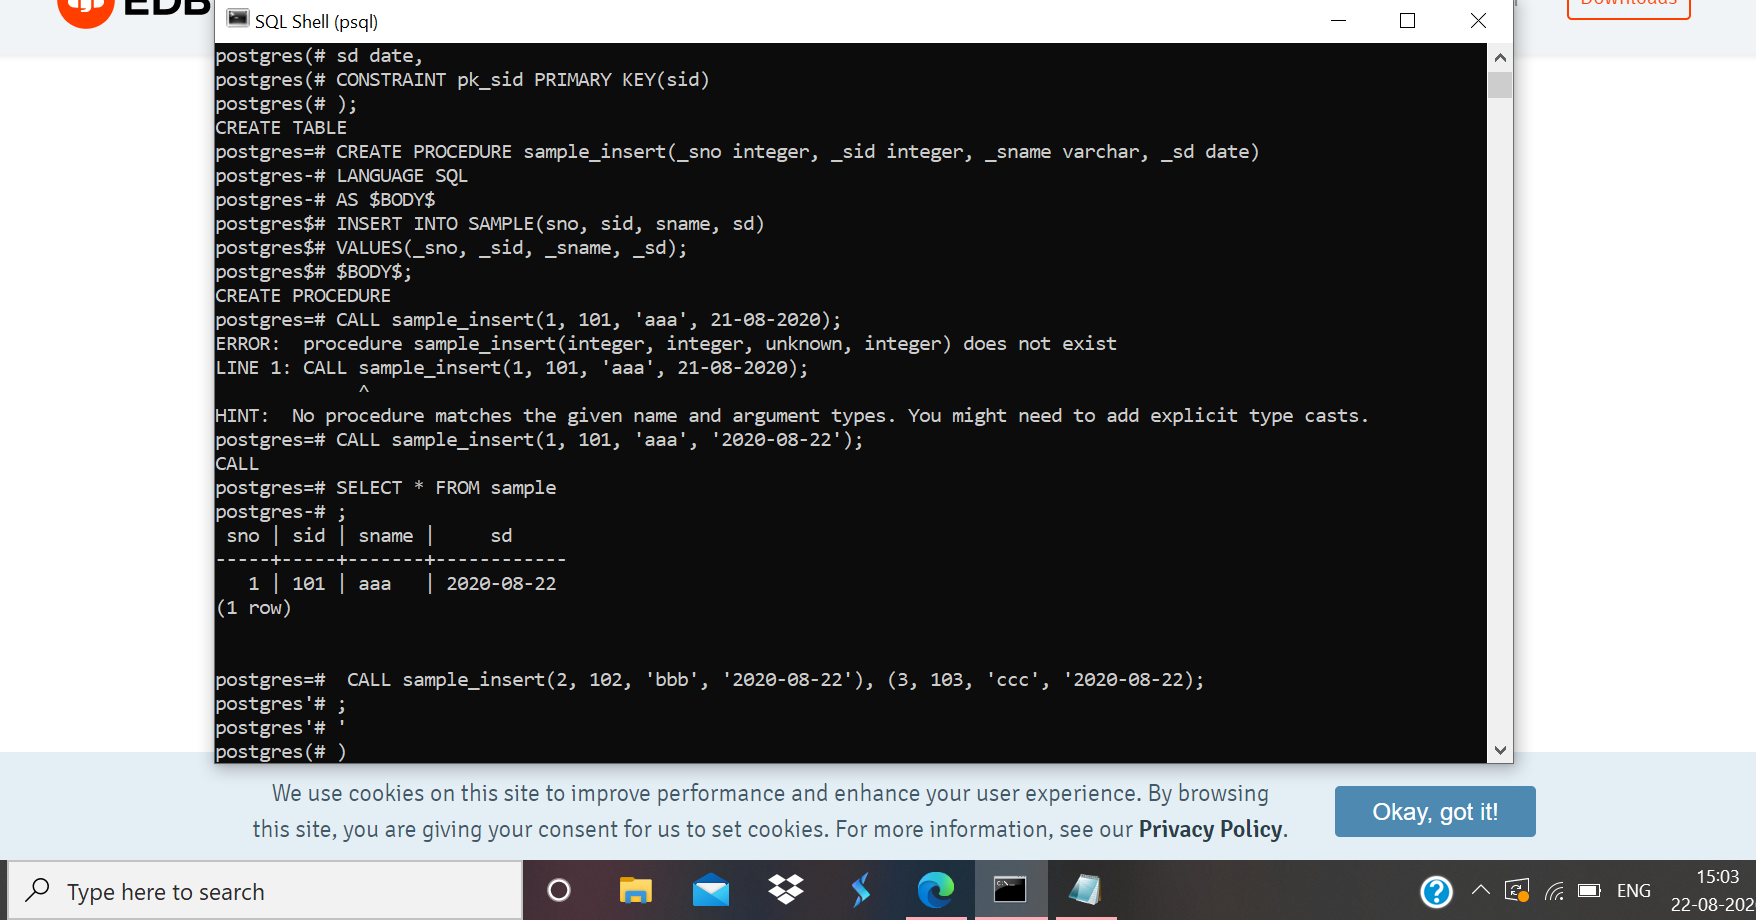 EDB
Downloads
SQL Shell (psql)
postgres(# sd date,
postgres(# CONSTRAINT pk_sid PRIMARY KEY(sid)
postgres(# );
CREATE TABLE
postgres=# CREATE PROCEDURE sample_insert(_sno integer, _sid integer, _sname varchar, _sd date)
postgres-# LANGUAGE SQL
postgres-# AS $BODY$
postgres$# INSERT INTO SAMPLE(sno, sid, sname, sd)
postgres$# VALUES(_sno, _sid, _sname, _sd);
postgres$# $BODY$;
CREATE PROCEDURE
postgres=# CALL sample_insert(1, 101, 'aaa', 21-08-2020);
ERROR:  procedure sample_insert(integer, integer, unknown, integer) does not exist
LINE 1: CALL sample_insert(1, 101, 'aaa', 21-08-2020);
^
HINT:  No procedure matches the given name and argument types. You might need to add explicit type casts.
postgres=# CALL sample_insert(1, 101, 'aaa', '2020-08-22');
CALL
postgres=# SELECT * FROM sample
postgres-# ;
sno | sid | sname |     sd
-----+-----+-------+------------
1 | 101 | aaa   | 2020-08-22
(1 row)
postgres=#  CALL sample_insert(2, 102, 'bbb', '2020-08-22'), (3, 103, 'ccc', '2020-08-22);
postgres'# ;
postgres'# '
postgres(# )
We use cookies on this site to improve performance and enhance your user experience. By browsing
this site, you are giving your consent for us to set cookies. For more information, see our Privacy Policy.
Okay, got it!
Type here to search
ENG
15:03
22-08-202